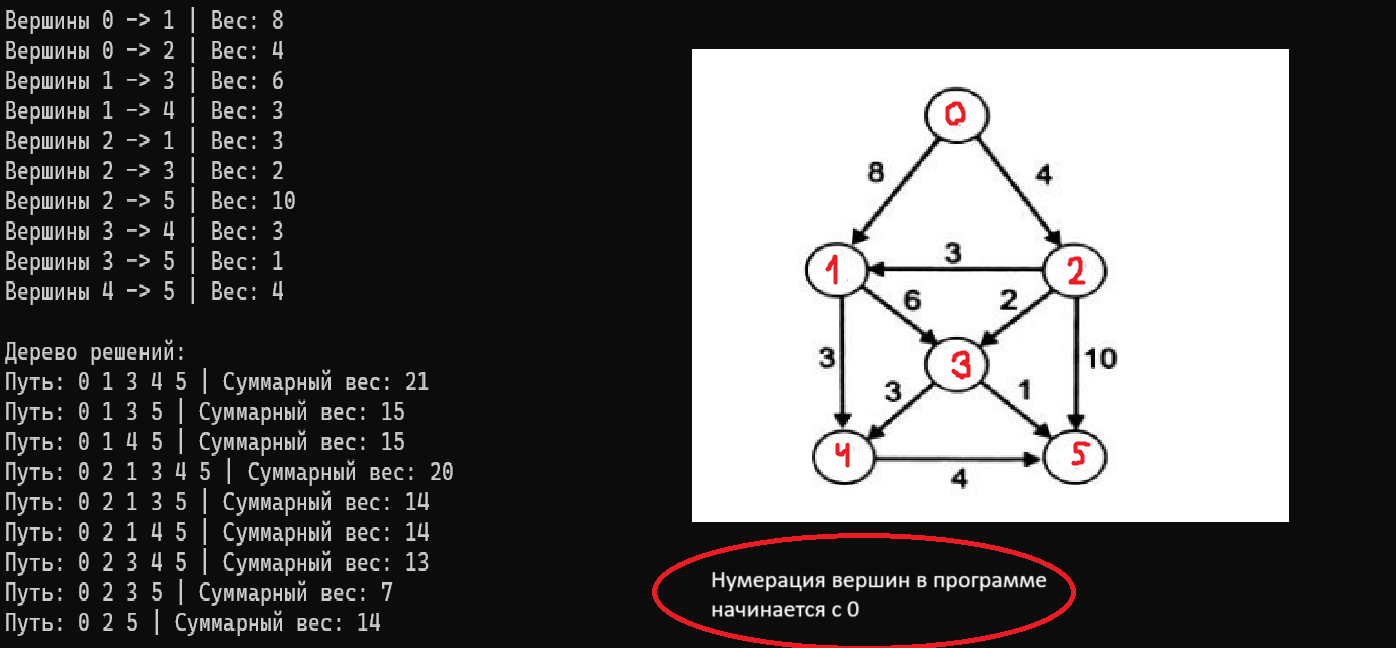 Вершины 0 -> 1 | Вес: 8
Вершины 0 -> 2 | Вес: 4
Вершины 1 -> 3 | Вес: 6
Вершины 1 -> 4 | Вес: 3
Вершины 2 -> 1 | Вес: 3
Вершины 2 -> 3 | Вес: 2
Вершины 2 -> 5 | Вес: 10
Вершины 3 -> 4 | Вес: 3
Вершины 3 -> 5 | Вес: 1
Вершины 4 -> 5 | Вес: 4
Дерево решений:
Путь: 0 1 3 4 5 | Суммарный вес: 21
Путь: 0 1 3 5 | Суммарный вес: 15
Путь: 0 1 4 5 | Суммарный вес: 15
Путь: 0 2 1 3 4 5 | Суммарный вес: 20
Путь: 0 2 1 3 5 | Суммарный вес: 14
Путь: 0 2 1 4 5 | Суммарный вес: 14
Путь: 0 2 3 4 5 | Суммарный вес: 13
Путь: 0 2 3 5 | Суммарный вес: 7
Путь: 0 2 5 | Суммарный вес: 14
0
8 4
3
1 2
6 2
3 3 10
3 1
4 5
4
Нумерация вершин в программе
начинается с 0